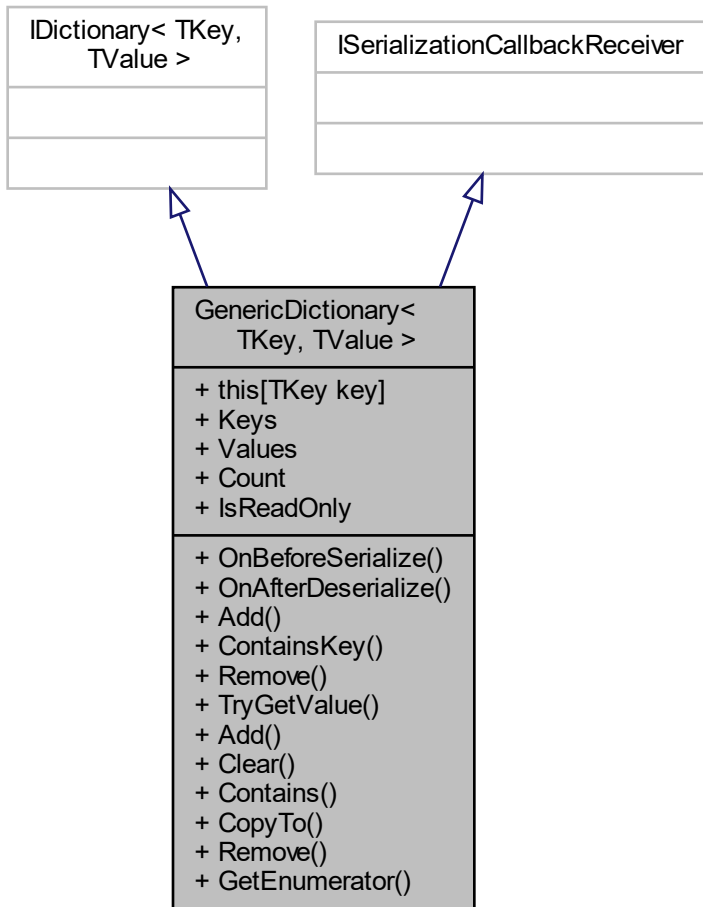 IDictionary< TKey,
TValue >
ISerializationCallbackReceiver
GenericDictionary<
TKey, TValue >
+ this[TKey key]
+ Keys
+ Values
+ Count
+ IsReadOnly
+ OnBeforeSerialize()
+ OnAfterDeserialize()
+ Add()
+ ContainsKey()
+ Remove()
+ TryGetValue()
+ Add()
+ Clear()
+ Contains()
+ CopyTo()
+ Remove()
+ GetEnumerator()